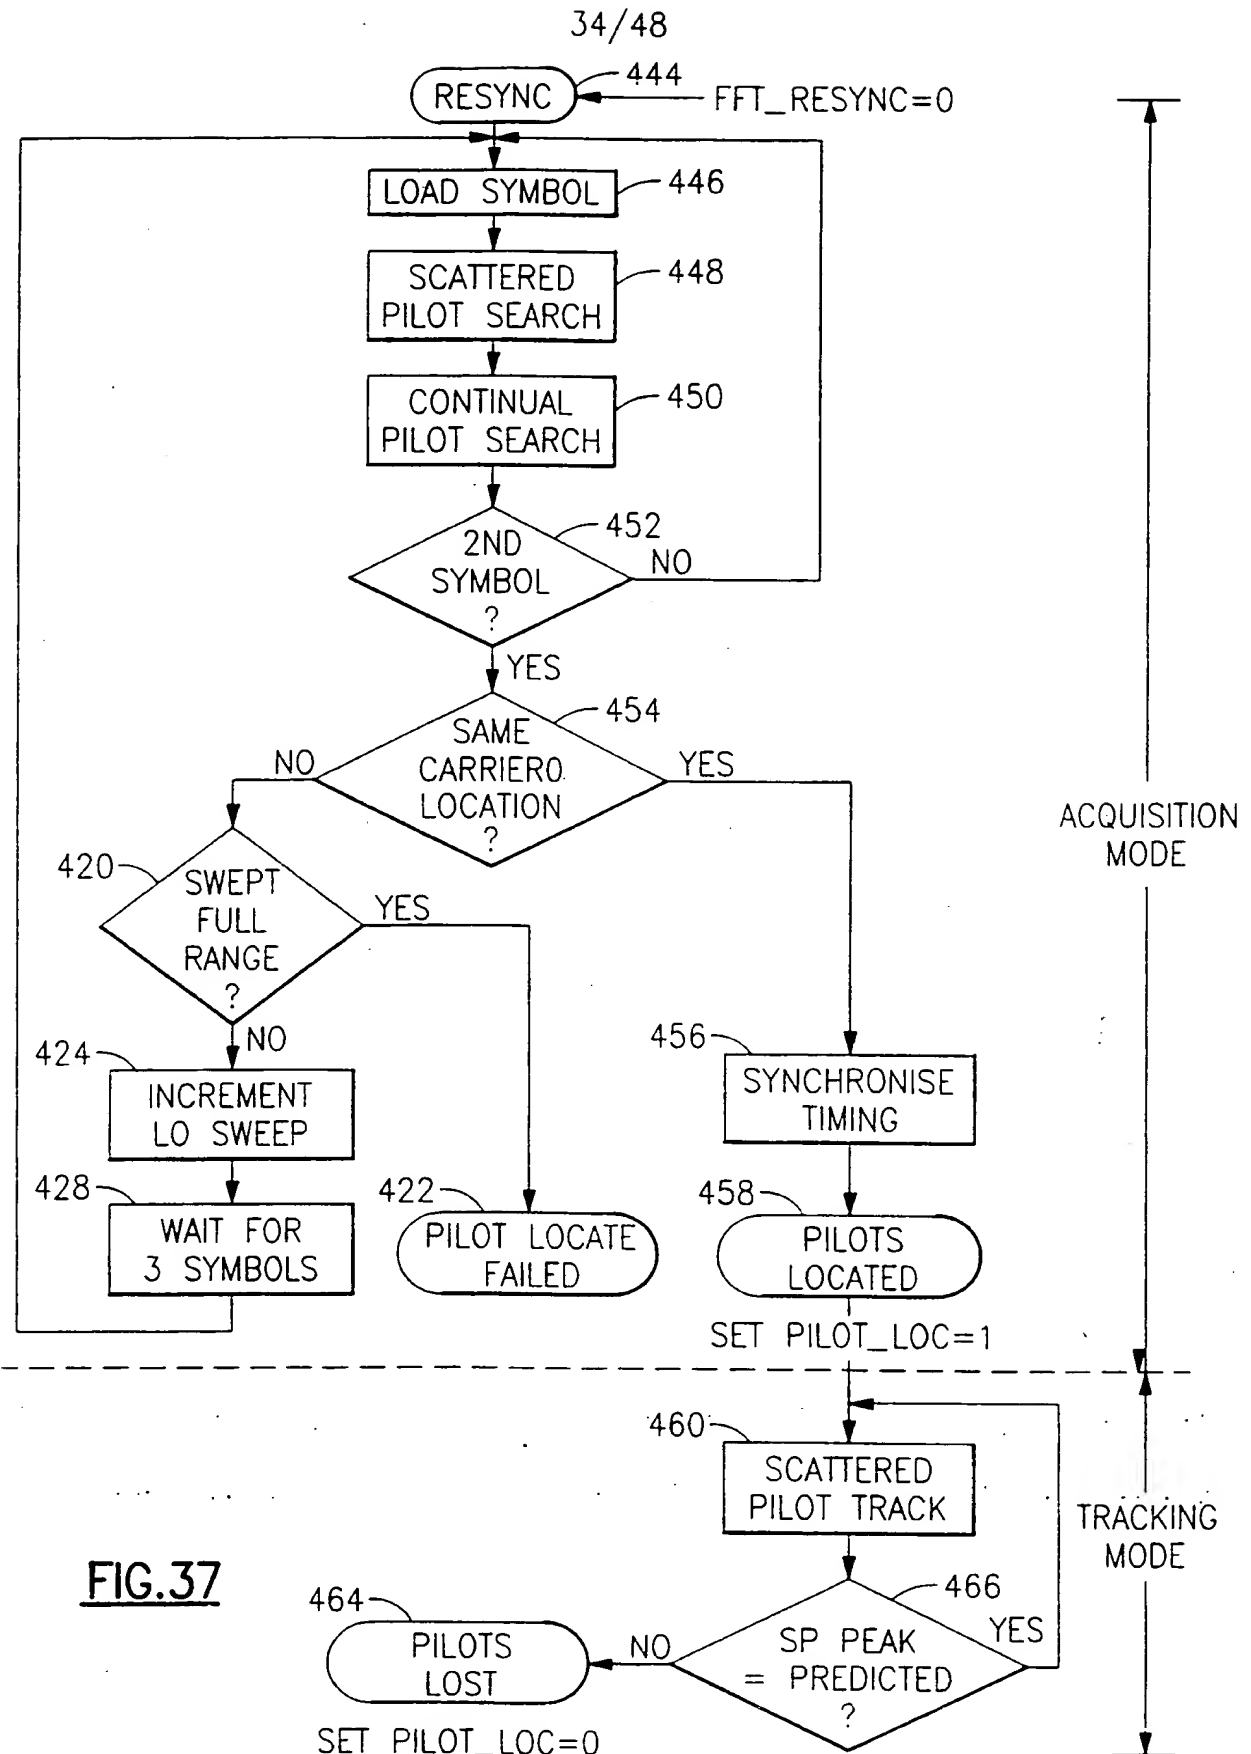 34/48
RESYNC
444
FFT_RESYNC=0
LOAD SYMBOL
446
SCATTERED
PILOT SEARCH
448
CONTINUAL
PILOT SEARCH
450
2ND
SYMBOL
?
452
NO
YES
SAME
CARRIER0
LOCATION
?
454
NO
YES
ACQUISITION
MODE
420
SWEPT
FULL
RANGE
?
YES
NO
424
INCREMENT
LO SWEEP
456
SYNCHRONISE
TIMING
428
WAIT FOR
3 SYMBOLS
422
PILOT LOCATE
FAILED
458
PILOTS
LOCATED
SET PILOT_LOC=1
460
SCATTERED
PILOT TRACK
TRACKING
MODE
FIG.37
464
PILOTS
LOST
NO
466
SP PEAK
= PREDICTED
?
YES
SET PILOT_LOC=0